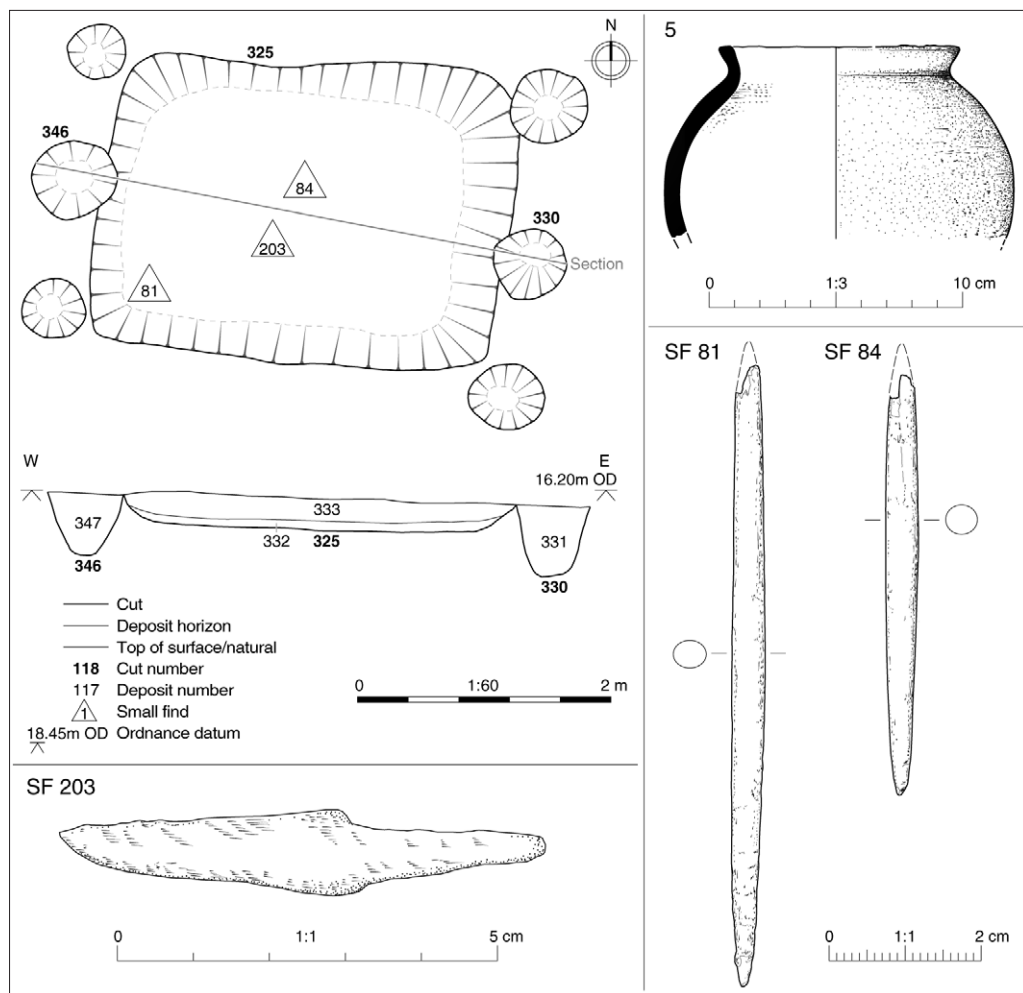 325
N
346
84
330
203
Section
81
W
E
16.20m OD
333
347
332
325
331
346
330
Cut
Deposit horizon
Top of surface/natural
118 Cut number
117 Deposit number
1 Small find
18.45m OD Ordnance datum
0 1:60 2 m
SF 203
0 1:1 5 cm
5
0 1:3 10 cm
SF 81
SF 84
0 1:1 2 cm